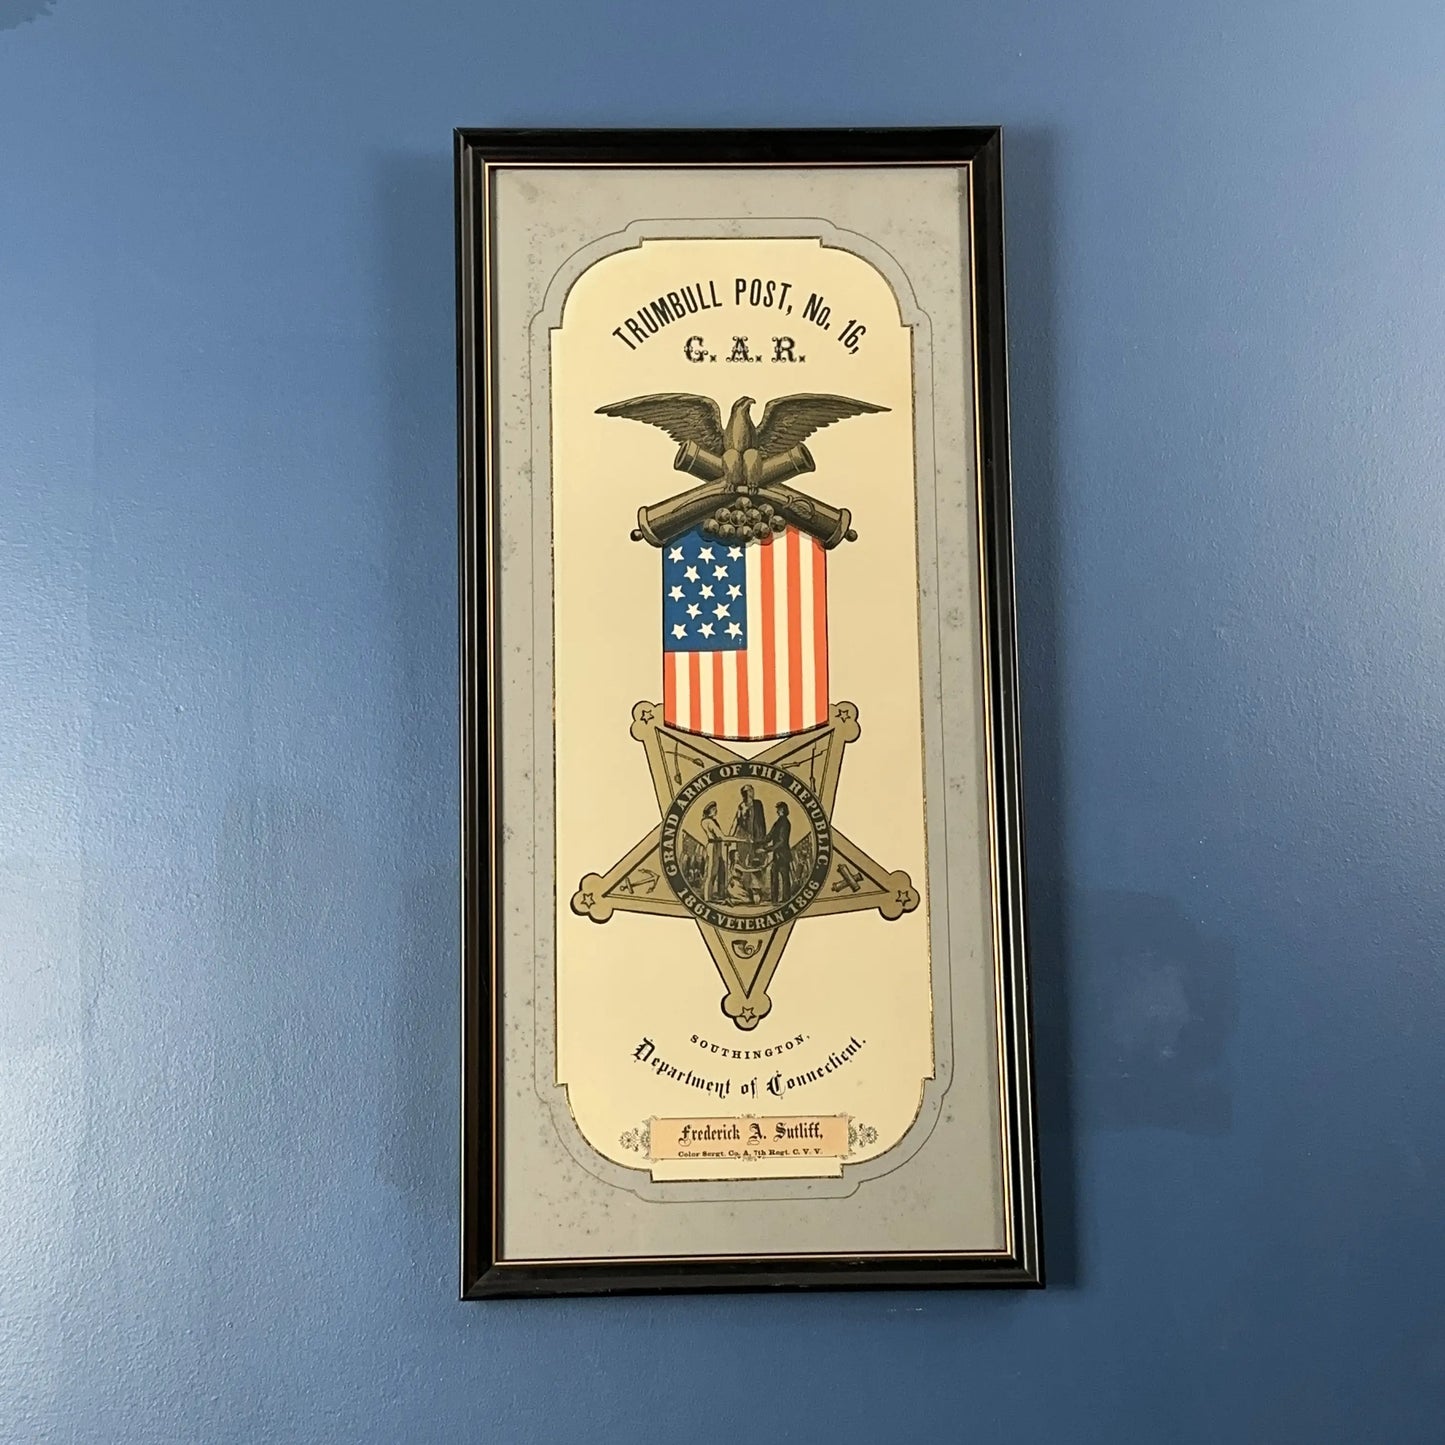 TRUMBULL POST, No. 16,
G. A. R.
GRAND ARMY OF THE REPUBLIC
1861 · VETERAN · 1866
SOUTHINGTON,
Department of Connecticut.
Frederick A. Sutliff,
Color Sergt. Co. A, 7th Regt. C. V. V.